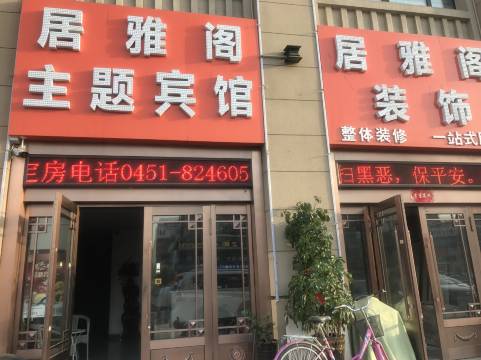 居雅阁
主题宾馆
定房电话0451-824605
居雅阁
装饰
整体装修 一站式
扫黑恶，保平安。